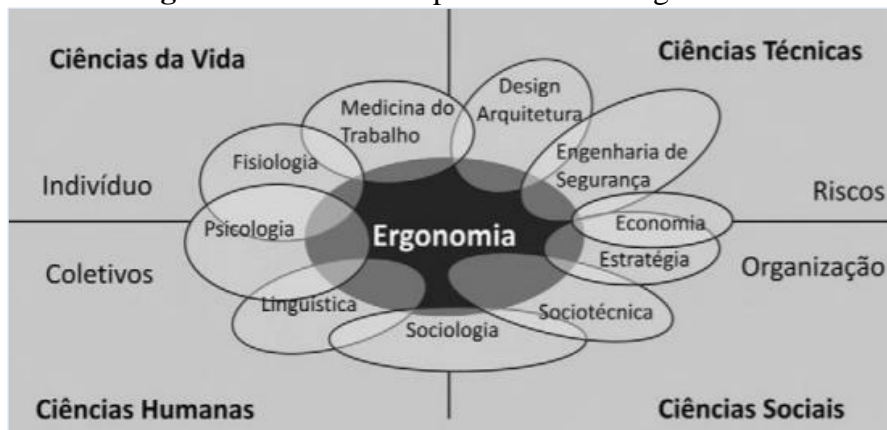 Ciências da Vida
Ciências Técnicas
Design
Arquitetura
Medicina do
Trabalho
Fisiologia
Engenharia de
Segurança
Indivíduo
Riscos
Psicologia
Ergonomia
Economia
Coletivos
Estratégia
Organização
Linguística
Sociologia
Sociotécnica
Ciências Humanas
Ciências Sociais